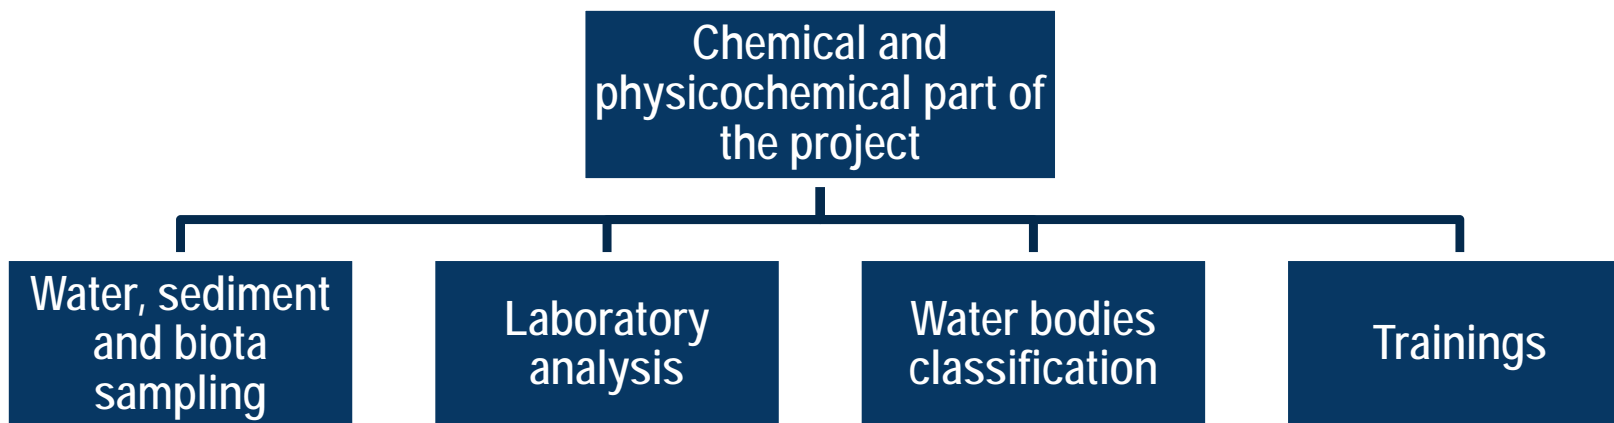 Chemical and
physicochemical part of
the project
Water, sediment
and biota
sampling
Laboratory
analysis
Water bodies
classification
Trainings